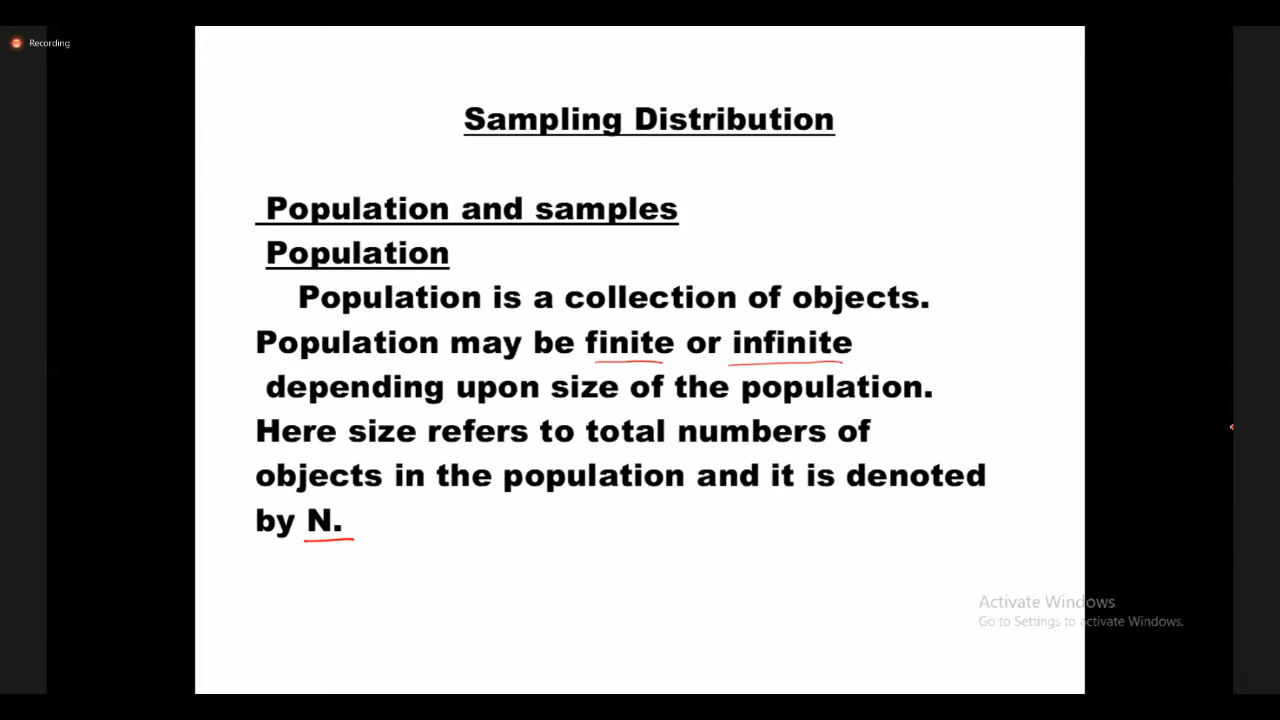 Recording
Sampling Distribution
Population and samples
Population
Population is a collection of objects.
Population may be finite or infinite
depending upon size of the population.
Here size refers to total numbers of
objects in the population and it is denoted
by N.
Activate Windows
Go to Settings to activate Windows.